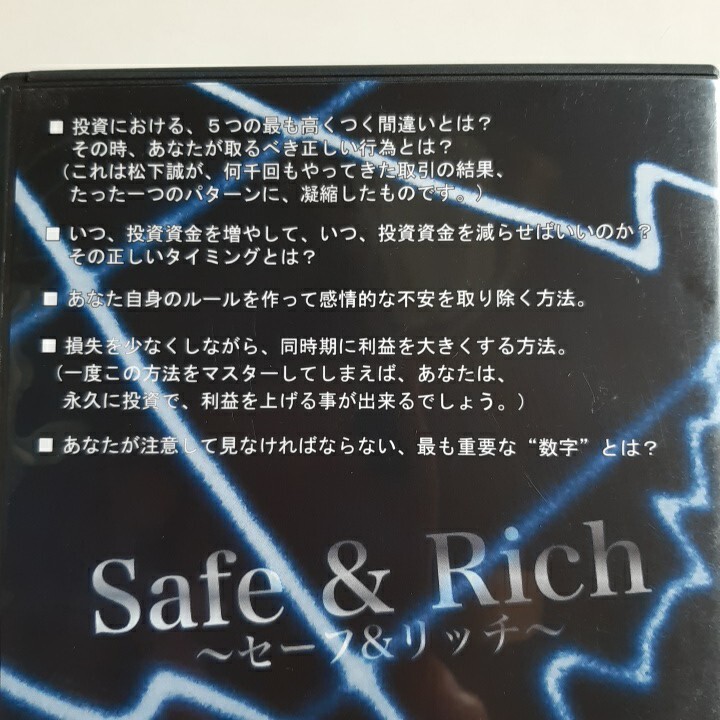 ■ 投資における、５つの最も高くつく間違いとは？
その時、あなたが取るべき正しい行為とは？
（これは松下誠が、何千回もやってきた取引の結果、
たった一つのパターンに、凝縮したものです。）
■ いつ、投資資金を増やして、いつ、投資資金を減らせばいいのか？
その正しいタイミングとは？
■ あなた自身のルールを作って感情的な不安を取り除く方法。
■ 損失を少なくしながら、同時期に利益を大きくする方法。
（一度この方法をマスターしてしまえば、あなたは、
永久に投資で、利益を上げる事が出来るでしょう。）
■ あなたが注意して見なければならない、最も重要な“数字”とは？
Safe & Rich
～セーフ&リッチ～